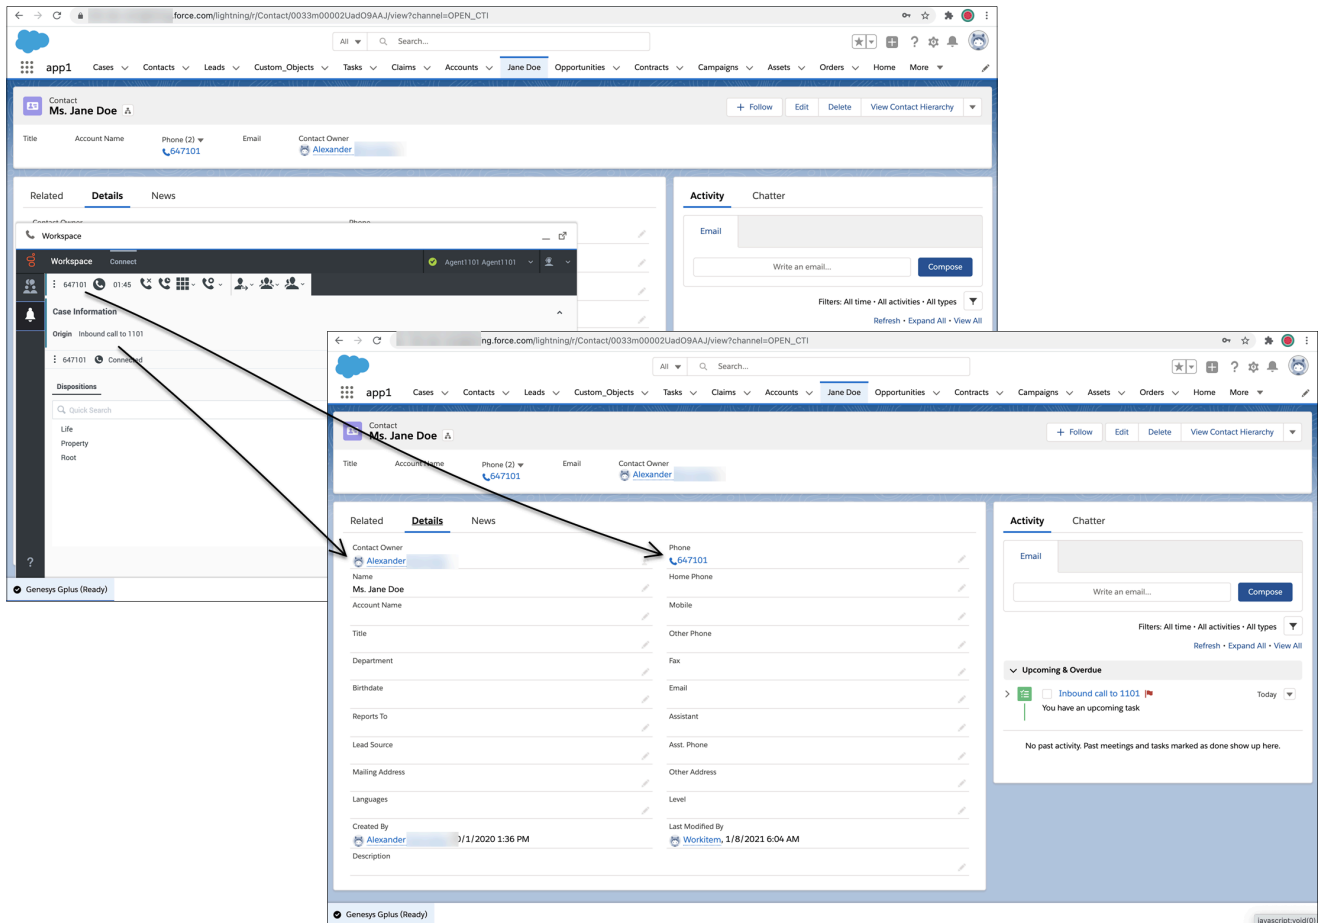 .force.com/lightning/r/Contact/0033m00002UadO9AAJ/view?channel=OPEN_CTI
All Search...
app1 Cases Contacts Leads Custom_Objects Tasks Claims Accounts Jane Doe Opportunities Contracts Campaigns Assets Orders Home More
Contact
Ms. Jane Doe
+ Follow Edit Delete View Contact Hierarchy
Title Account Name Phone (2) Email Contact Owner
647101 Alexander
Related Details News
Activity Chatter
Contact Owner Phone
Email
Write an email... Compose
Filters: All time • All activities • All types
Refresh • Expand All • View All
Workspace
Workspace Connect Agent1101 Agent1101
647101 01:45
Case Information
Origin Inbound call to 1101
647101 Connected
Dispositions
Quick Search
Life
Property
Root
?
Genesys Gplus (Ready)
ng.force.com/lightning/r/Contact/0033m00002UadO9AAJ/view?channel=OPEN_CTI
All Search...
app1 Cases Contacts Leads Custom_Objects Tasks Claims Accounts Jane Doe Opportunities Contracts Campaigns Assets Orders Home More
Contact
Ms. Jane Doe
+ Follow Edit Delete View Contact Hierarchy
Title Account Name Phone (2) Email Contact Owner
647101 Alexander
Related Details News
Contact Owner Phone
Alexander 647101
Name Home Phone
Ms. Jane Doe
Account Name Mobile
Title Other Phone
Department Fax
Birthdate Email
Reports To Assistant
Lead Source Asst. Phone
Mailing Address Other Address
Languages Level
Created By Last Modified By
Alexander /1/2020 1:36 PM Workitem, 1/8/2021 6:04 AM
Description
Activity Chatter
Email
Write an email... Compose
Filters: All time • All activities • All types
Refresh • Expand All • View All
Upcoming & Overdue
Inbound call to 1101 Today
You have an upcoming task
No past activity. Past meetings and tasks marked as done show up here.
Genesys Gplus (Ready)
javascript:void(0)